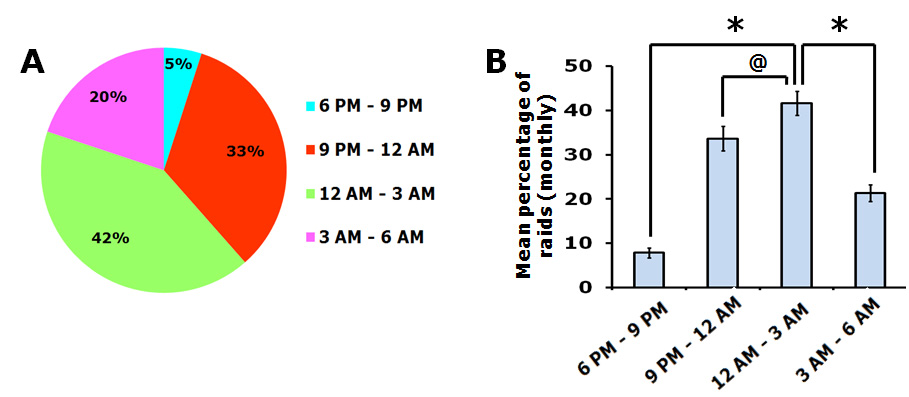 A
5%
33%
42%
20%
6 PM – 9 PM
9 PM – 12 AM
12 AM – 3 AM
3 AM – 6 AM
B
*
*
@
Mean percentage of
raids (monthly)
50
40
30
20
10
0
6 PM – 9 PM
9 PM – 12 AM
12 AM – 3 AM
3 AM – 6 AM